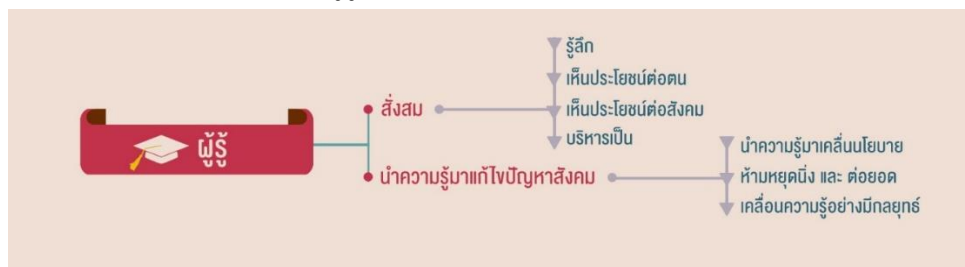 ผู้รู้
สั่งสม
รู้ลึก
เห็นประโยชน์ต่อตน
เห็นประโยชน์ต่อสังคม
บริหารเป็น
นำความรู้มาแก้ไขปัญหาสังคม
นำความรู้มาเคลื่อนโยบาย
ห้ามหยุดนิ่ง และ ต่อยอด
เคลื่อนความรู้อย่างมีกลยุทธ์